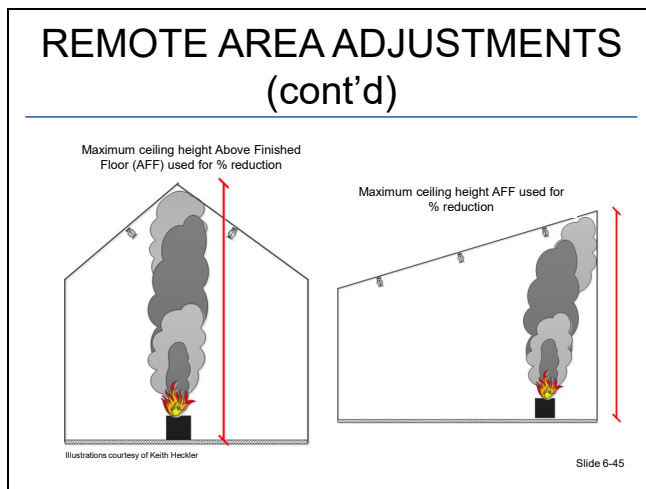 REMOTE AREA ADJUSTMENTS
(cont’d)
Maximum ceiling height Above Finished
Floor (AFF) used for % reduction
Maximum ceiling height AFF used for
% reduction
Illustrations courtesy of Keith Heckler
Slide 6-45